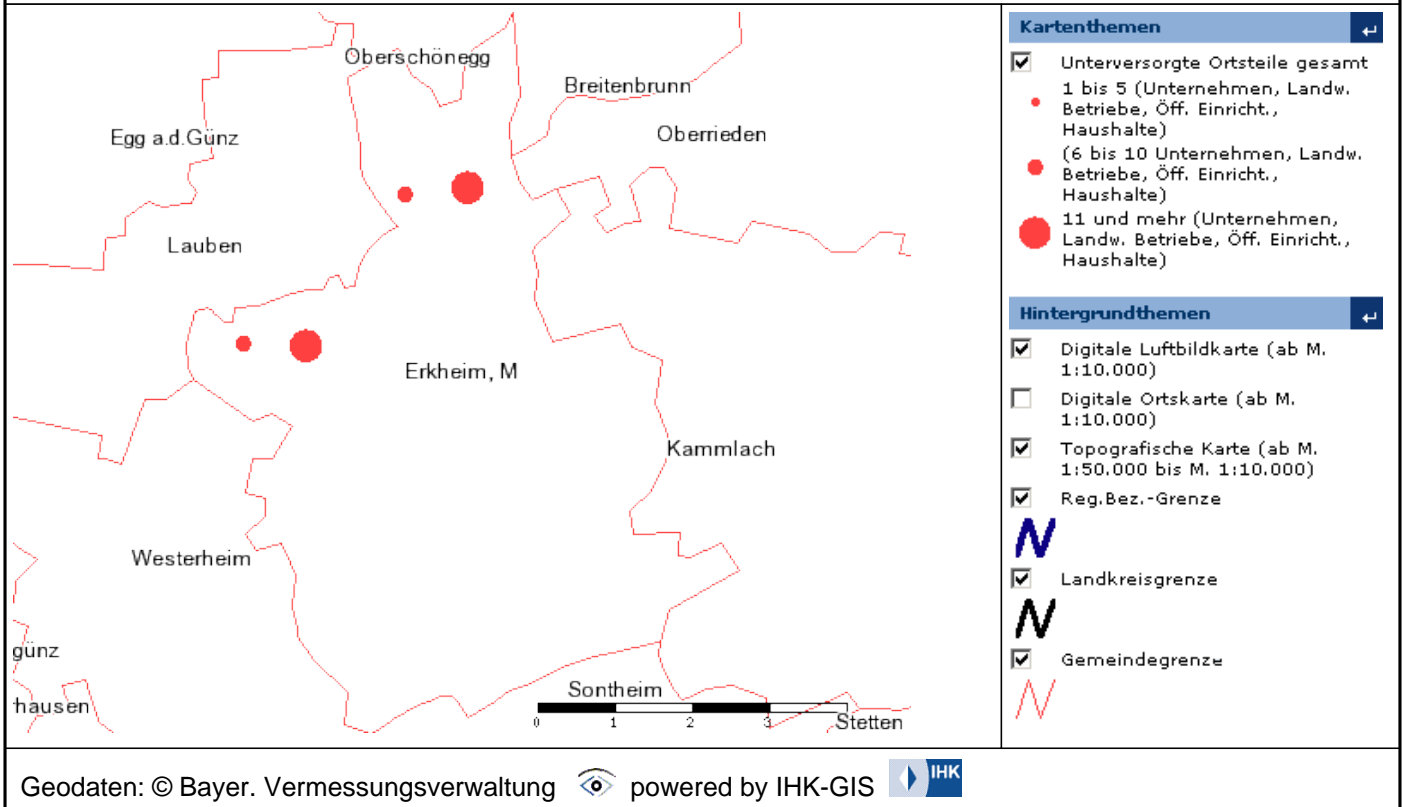 Oberschönegg
Breitenbrunn
Egg a.d.Günz
Oberrieden
Lauben
Erkheim, M
Kammlach
Westerheim
günz
hausen
Sontheim
0 1 2 3
Stetten
Kartenthemen
Unterversorgte Ortsteile gesamt
1 bis 5 (Unternehmen, Landw.
Betriebe, Öff. Einricht.,
Haushalte)
(6 bis 10 Unternehmen, Landw.
Betriebe, Öff. Einricht.,
Haushalte)
11 und mehr (Unternehmen,
Landw. Betriebe, Öff. Einricht.,
Haushalte)
Hintergrundthemen
Digitale Luftbildkarte (ab M.
1:10.000)
Digitale Ortskarte (ab M.
1:10.000)
Topografische Karte (ab M.
1:50.000 bis M. 1:10.000)
Reg.Bez.-Grenze
Landkreisgrenze
Gemeindegrenze
Geodaten: © Bayer. Vermessungsverwaltung powered by IHK-GIS IHK